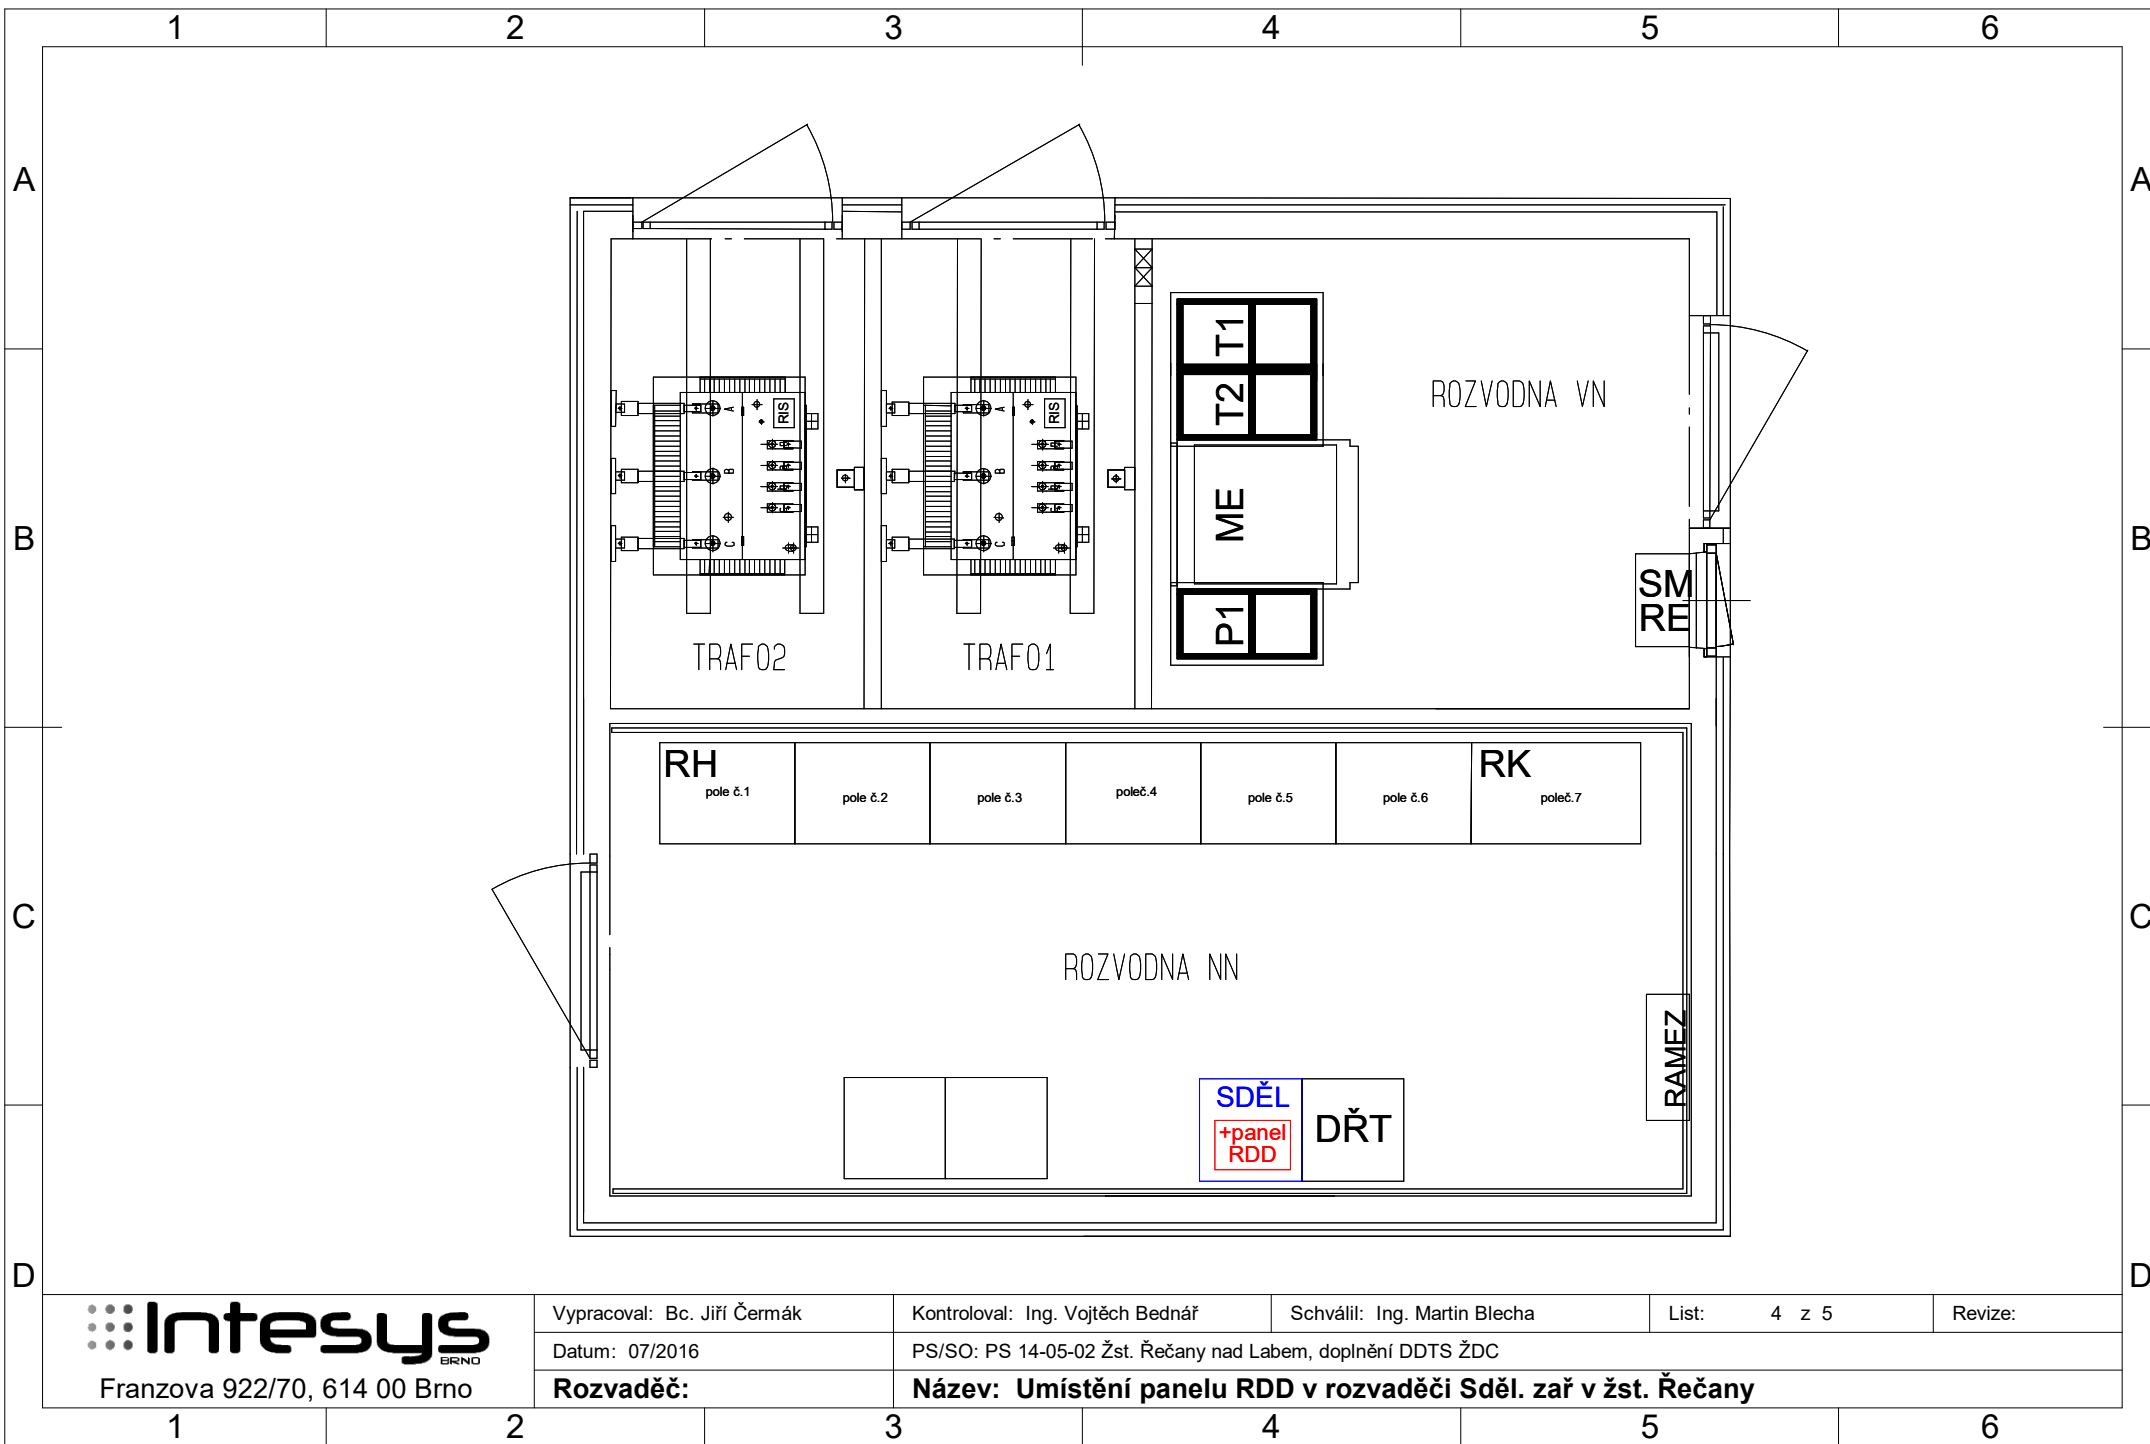 1 2 3 4 5 6
A A
T1
RIS RIS
T2
ROZVODNA VN
A A
B B
ME
B B
C C
SM
RE
P1
TRAFO2 TRAFO1
RH RK
pole č.1 pole č.2 pole č.3 poleč.4 pole č.5 pole č.6 poleč.7
C C
ROZVODNA NN
RAMEZ
SDĚL
+panel
RDD
DŘT
D D
Intesys
BRNO
Franzova 922/70, 614 00 Brno
Vypracoval: Bc. Jiří Čermák Kontroloval: Ing. Vojtěch Bednář Schválil: Ing. Martin Blecha List: 4 z 5 Revize:
Datum: 07/2016 PS/SO: PS 14-05-02 Žst. Řečany nad Labem, doplnění DDTS ŽDC
Rozvaděč: Název: Umístění panelu RDD v rozvaděči Sděl. zař v žst. Řečany
1 2 3 4 5 6